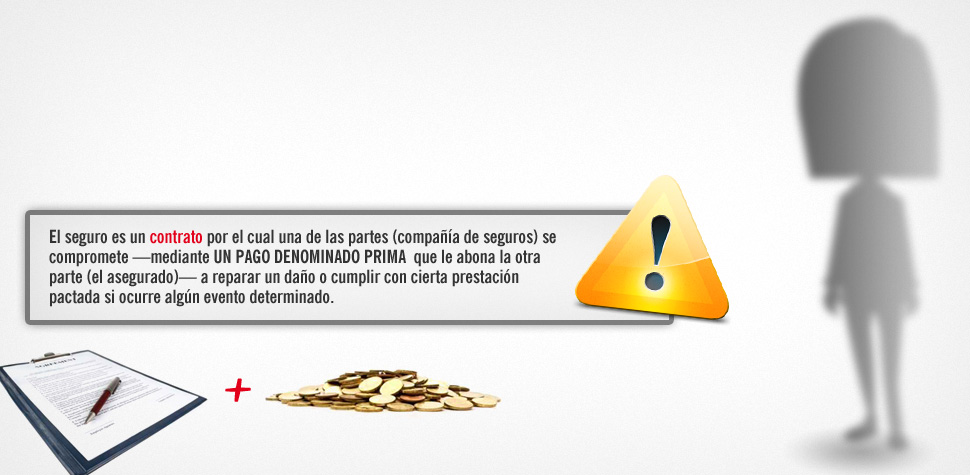 El seguro es un contrato por el cual una de las partes (compañía de seguros) se
compromete —mediante UN PAGO DENOMINADO PRIMA que le abona la otra
parte (el asegurado)— a reparar un daño o cumplir con cierta prestación
pactada si ocurre algún evento determinado.
AGREEMENT
+